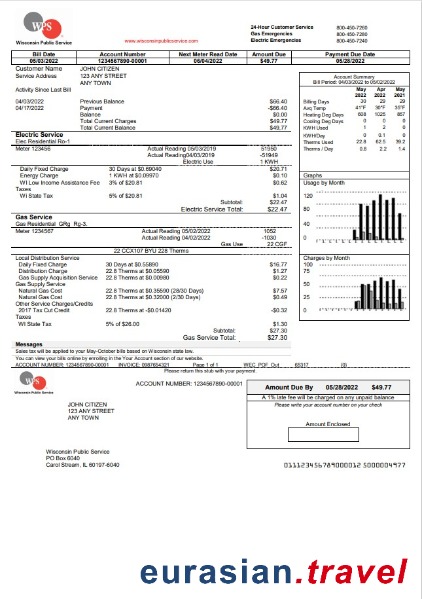 WPS
Wisconsin Public Service
www.wisconsinpublicservice.com
24-Hour Customer Service 800-450-7260
Gas Emergencies 800-450-7280
Electric Emergencies 800-450-7240
Bill Date Account Number Next Meter Read Date Amount Due Payment Due Date
05/03/2022 1234567890-00001 06/04/2022 $49.77 05/28/2022
Customer Name JOHN CITIZEN
Service Address 123 ANY STREET
ANY TOWN
Activity Since Last Bill
04/03/2022 Previous Balance $66.40
04/17/2022 Payment -$66.40
Balance $0.00
Total Current Charges $49.77
Total Current Balance $49.77
Electric Service
Elec Residential Rg-1
Meter 123456 Actual Reading 05/03/2019 51950
Actual Reading04/03/2019 -51949
Electric Use 1 KWH
Daily Fixed Charge 30 Days at $0.69040 $20.71
Energy Charge 1 KWH at $0.09970 $0.10
WI Low Income Assistance Fee 3% of $20.81 $0.62
Taxes
Wi State Tax 5% of $20.81 $1.04
Subtotal: $22.47
Electric Service Total: $22.47
Gas Service
Gas Residential GRg Rg-3.
Meter 1234567 Actual Reading 05/02/2022 1052
Actual Reading 04/02/2022 -1030
Gas Use 22 CGF
22 CCX107 BYU 228 Therms
Local Distribution Service
Daily Fixed Charge 30 Days at $0.55890 $16.77
Distribution Charge 22.8 Therms at $0.05590 $1.27
Gas Supply Acquisition Service 22.8 Therms at $0.00980 $0.22
Gas Supply Service
Natural Gas Cost 22.8 Therms at $0.35590 (28/30 Days) $7.57
Natural Gas Cost 22.8 Therms at $0.32000 (2/30 Days) $0.49
Other Service Charges/Credits
2017 Tax Cut Credit 22.8 Therms at -$0.01420 -$0.32
Taxes
WI State Tax 5% of $26.00 $1.30
Subtotal: $27.30
Gas Service Total: $27.30
Messages
Sales tax will be applied to your May-October bills based on Wisconsin state law.
You can view your bills online by enrolling in the Your Account section of our website.
ACCOUNT NUMBER: 1234567890-00001 INVOICE: 0987654321 Page 1 of 1 WEC_PDF_Out 65317 (0)
Please return this stub with your payment
Account Summary
Bill Period: 04/03/2022 to 05/02/2022
May 2022 Apr 2022 May 2021
Billing Days 30 29 29
Avg Temp 41°F 36°F 35°F
Heating Deg Days 608 1025 857
Cooling Deg Days 0 0 0
KWH Used 1 2 0
KWH/Day 0 0.1 0
Therms Used 22.8 62.5 39.2
Therms / Day 0.8 2.2 1.4
Graphs
Usage by Month
120
80
40
0
Charges by Month
100
75
50
25
0
WPS
Wisconsin Public Service
ACCOUNT NUMBER: 1234567890-00001
JOHN CITIZEN
123 ANY STREET
ANY TOWN
Amount Due By 05/28/2022 $49.77
A 1% late fee will be charged on any unpaid balance
Please write your account number on your check
Amount Enclosed
Wisconsin Public Service
PO Box 6040
Carol Stream, IL 60197-6040
0111234567890000012 5000004977
eurasian.travel